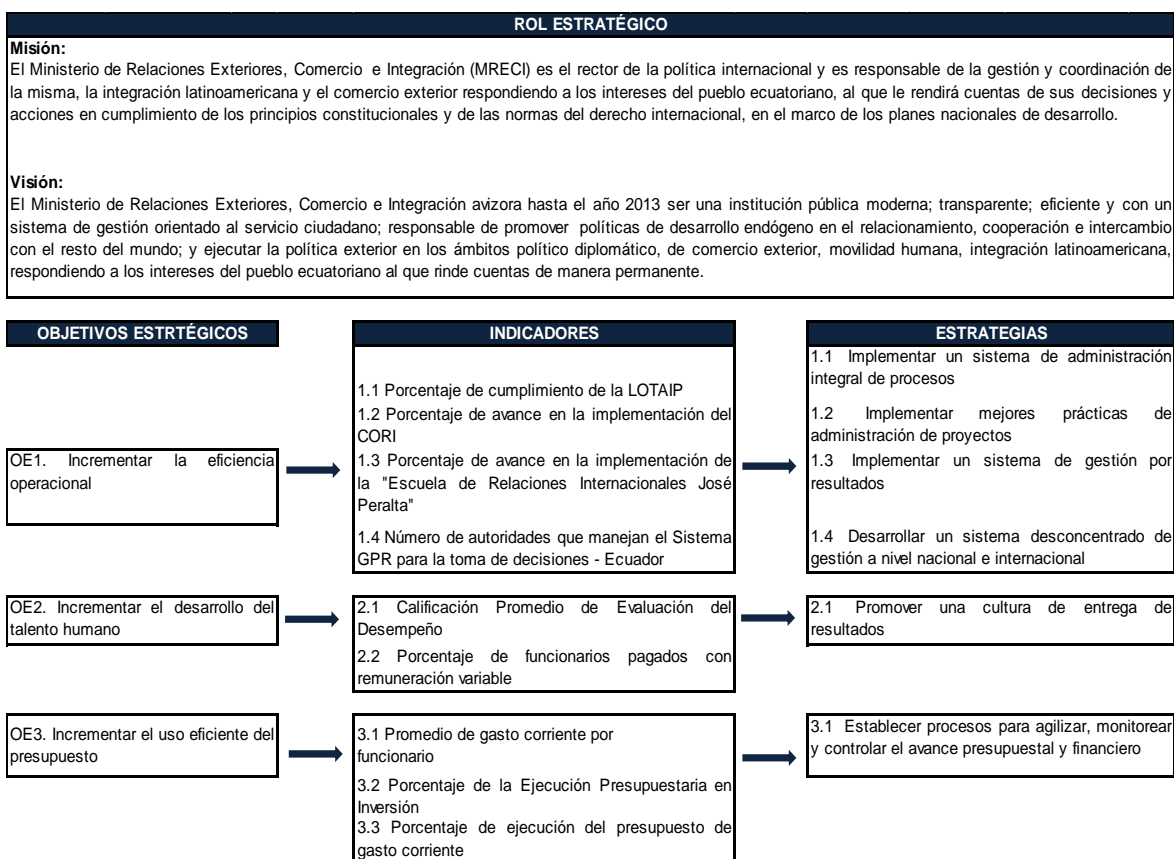 ROL ESTRATÉGICO
Misión:
El Ministerio de Relaciones Exteriores, Comercio e Integración (MRECI) es el rector de la política internacional y es responsable de la gestión y coordinación de
la misma, la integración latinoamericana y el comercio exterior respondiendo a los intereses del pueblo ecuatoriano, al que le rendirá cuentas de sus decisiones y
acciones en cumplimiento de los principios constitucionales y de las normas del derecho internacional, en el marco de los planes nacionales de desarrollo.
Visión:
El Ministerio de Relaciones Exteriores, Comercio e Integración avizora hasta el año 2013 ser una institución pública moderna; transparente; eficiente y con un
sistema de gestión orientado al servicio ciudadano; responsable de promover políticas de desarrollo endógeno en el relacionamiento, cooperación e intercambio
con el resto del mundo; y ejecutar la política exterior en los ámbitos político diplomático, de comercio exterior, movilidad humana, integración latinoamericana,
respondiendo a los intereses del pueblo ecuatoriano al que rinde cuentas de manera permanente.
OBJETIVOS ESTRTÉGICOS
INDICADORES
ESTRATEGIAS
OE1. Incrementar la eficiencia
operacional
1.1 Porcentaje de cumplimiento de la LOTAIP
1.2 Porcentaje de avance en la implementación del
CORI
1.3 Porcentaje de avance en la implementación de
la "Escuela de Relaciones Internacionales José
Peralta"
1.4 Número de autoridades que manejan el Sistema
GPR para la toma de decisiones - Ecuador
1.1 Implementar un sistema de administración
integral de procesos
1.2 Implementar mejores prácticas de
administración de proyectos
1.3 Implementar un sistema de gestión por
resultados
1.4 Desarrollar un sistema desconcentrado de
gestión a nivel nacional e internacional
OE2. Incrementar el desarrollo del
talento humano
2.1 Calificación Promedio de Evaluación del
Desempeño
2.2 Porcentaje de funcionarios pagados con
remuneración variable
2.1 Promover una cultura de entrega de
resultados
OE3. Incrementar el uso eficiente del
presupuesto
3.1 Promedio de gasto corriente por
funcionario
3.2 Porcentaje de la Ejecución Presupuestaria en
Inversión
3.3 Porcentaje de ejecución del presupuesto de
gasto corriente
3.1 Establecer procesos para agilizar, monitorear
y controlar el avance presupuestal y financiero